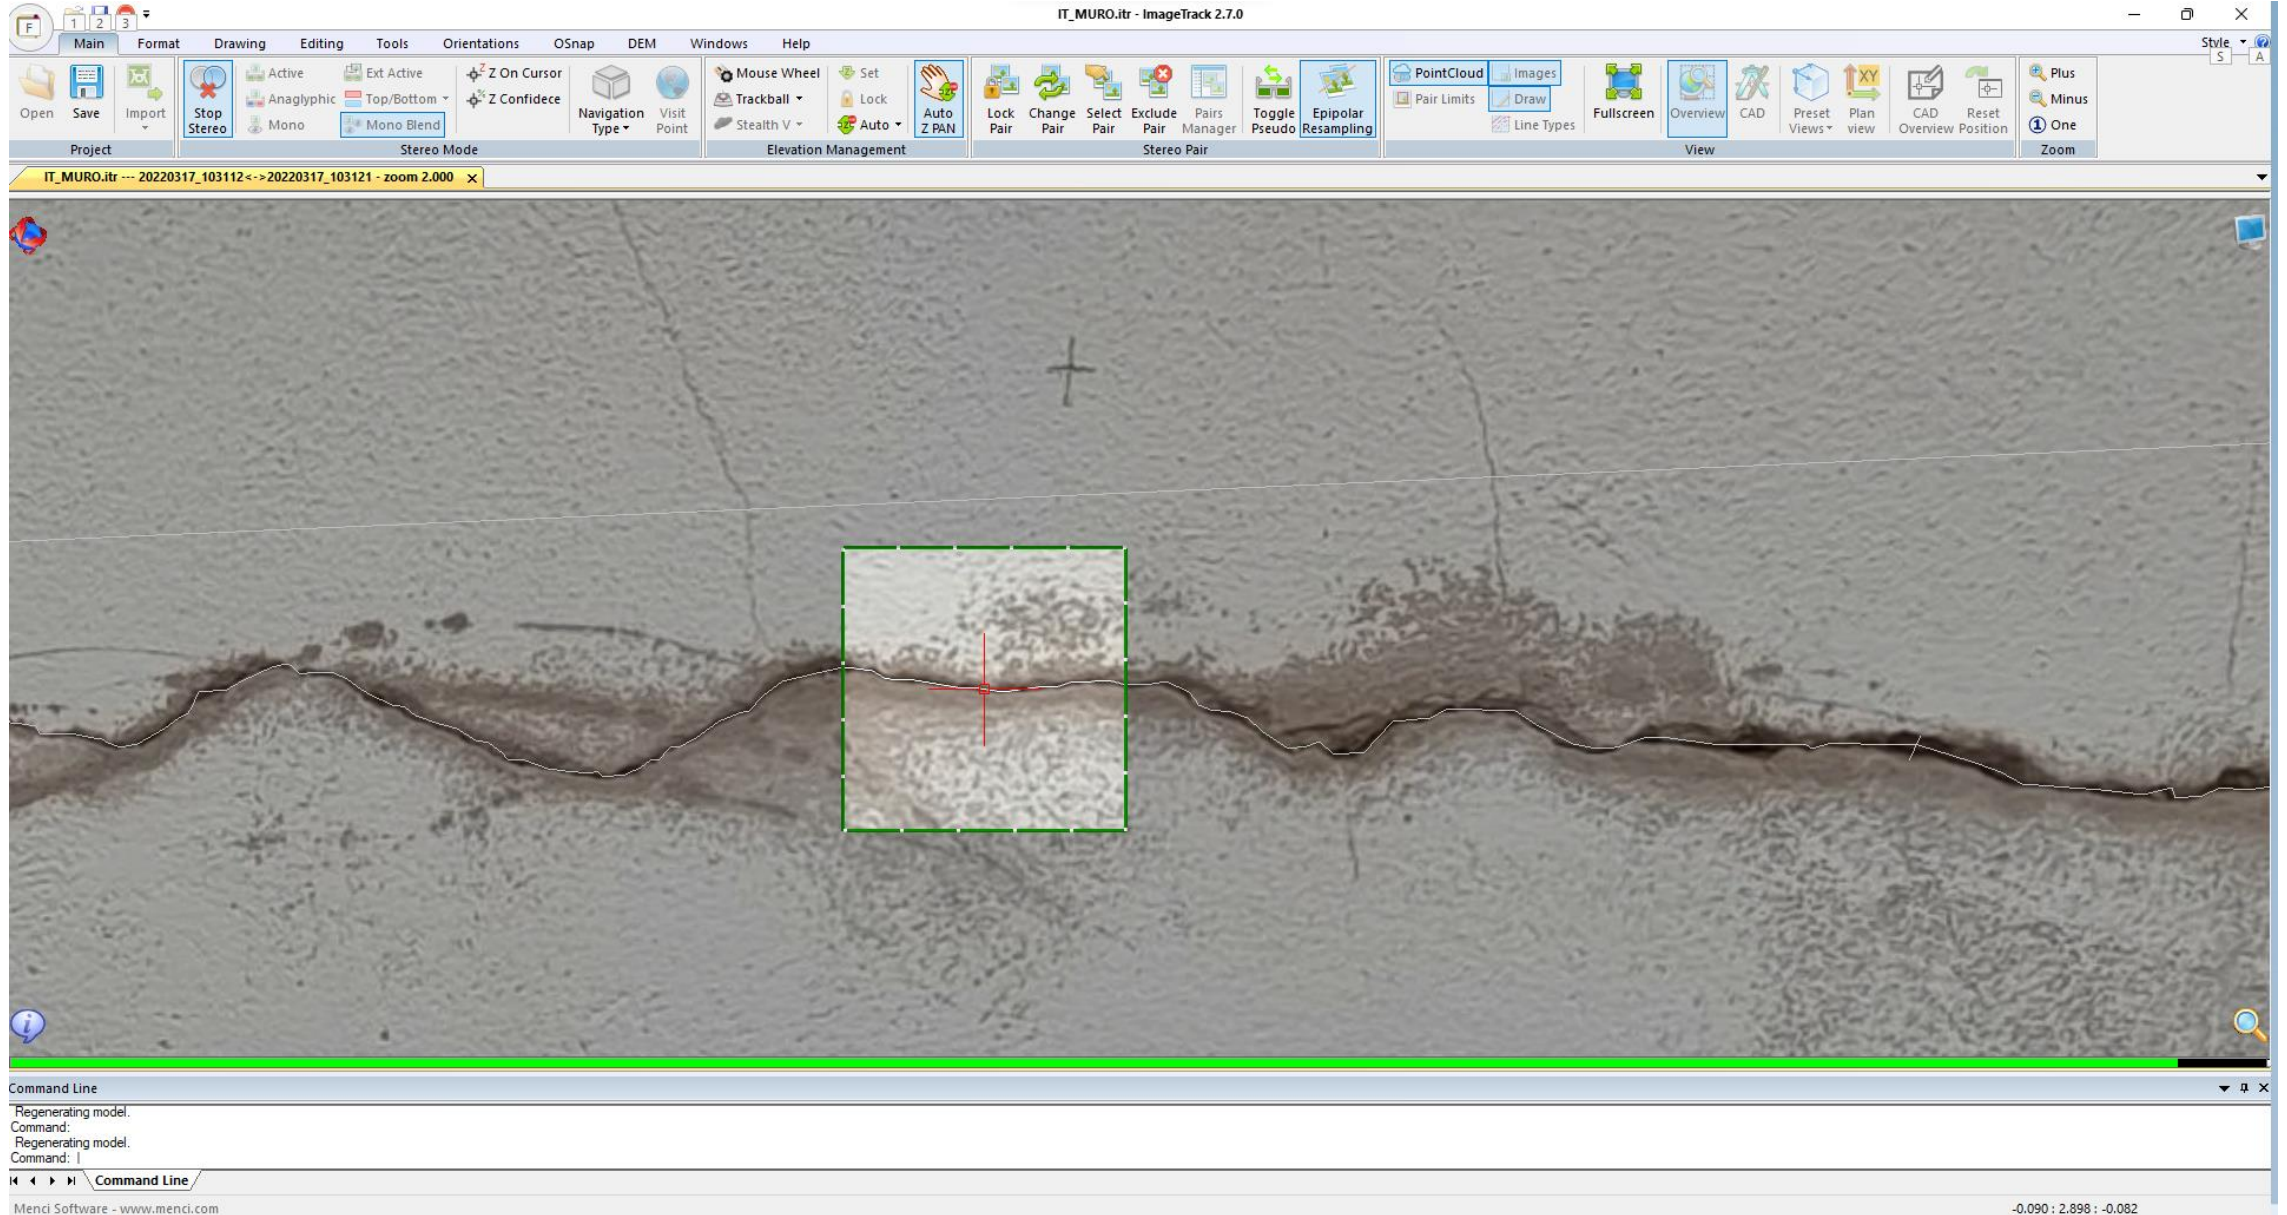 IT_MURO.itr - ImageTrack 2.7.0
F 1 2 3
Main Format Drawing Editing Tools Orientations OSnap DEM Windows Help Style
S A
Open Save Import
Project
Stop Stereo
Active
Anaglyphic
Mono
Ext Active
Top/Bottom
Mono Blend
Z On Cursor
Z Confidece
Stereo Mode
Navigation Type
Visit Point
Mouse Wheel
Trackball
Stealth V
Set
Lock
Auto
Auto Z PAN
Elevation Management
Lock Pair
Change Pair
Select Pair
Exclude Pair
Pairs Manager
Toggle Pseudo
Epipolar Resampling
Stereo Pair
PointCloud
Pair Limits
Images
Draw
Line Types
Fullscreen
Overview
CAD
Preset Views
Plan view
CAD Overview
Reset Position
View
Plus
Minus
One
Zoom
IT_MURO.itr --- 20220317_103112<->20220317_103121 - zoom 2.000
Command Line
Regenerating model.
Command:
Regenerating model.
Command:
Command Line
Menci Software - www.menci.com
-0.090 : 2.898 : -0.082